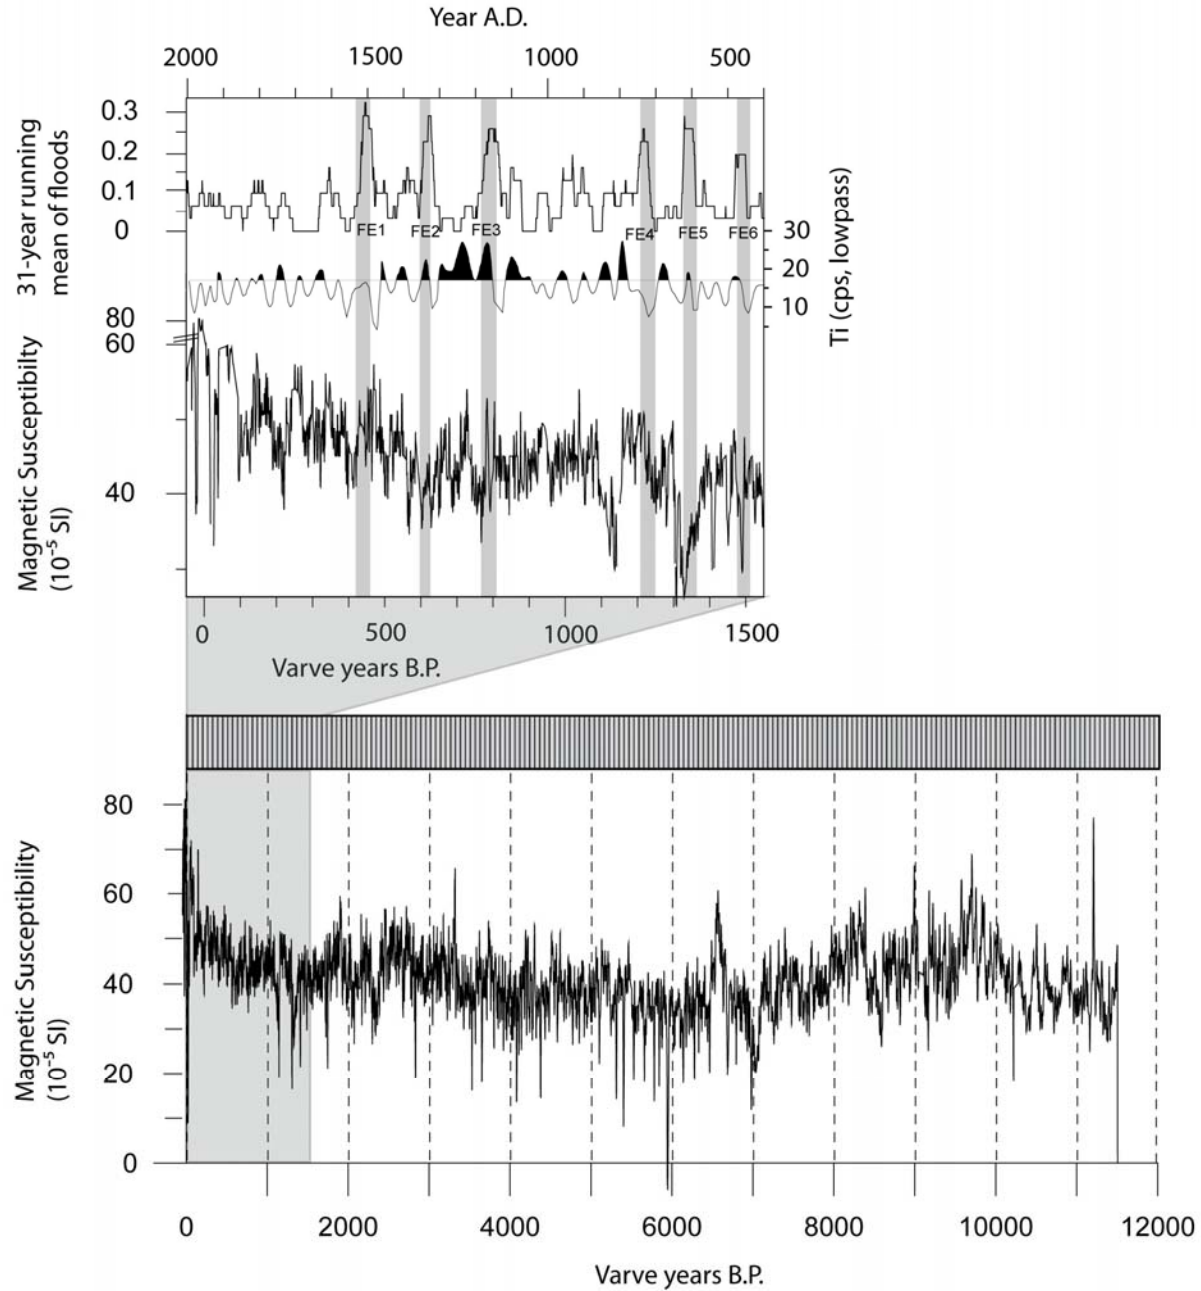 Year A.D.
2000 1500 1000 500
0.3
0.2
0.1
0
31-year running
mean of floods
FE1 FE2 FE3 FE4 FE5 FE6
30
20
10
Ti (cps, lowpass)
80
60
40
Magnetic Susceptibilty
(10⁻⁵ SI)
0 500 1000 1500
Varve years B.P.
80
60
40
20
0
Magnetic Susceptibility
(10⁻⁵ SI)
0 2000 4000 6000 8000 10000 12000
Varve years B.P.